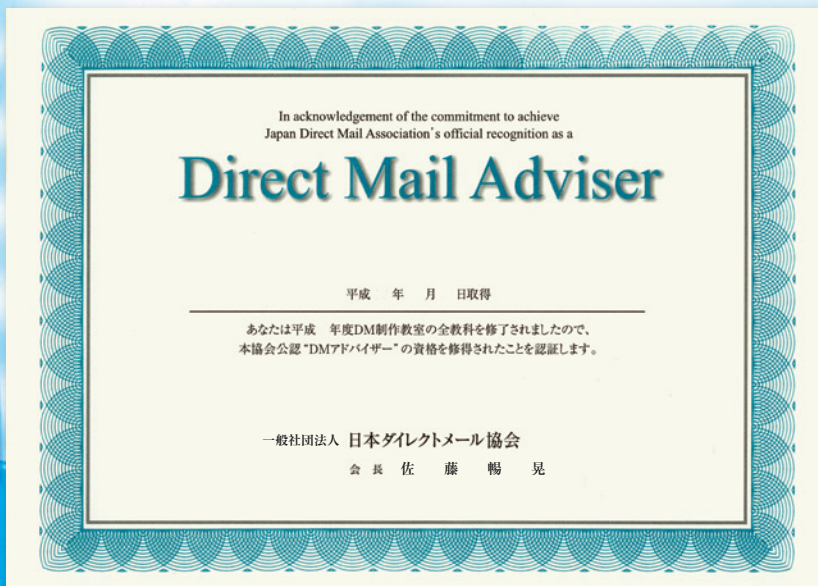 In acknowledgement of the commitment to achieve
Japan Direct Mail Association's official recognition as a
Direct Mail Adviser
平成　年　月　日取得
あなたは平成　年度DM制作教室の全教科を修了されましたので、
本協会公認“DMアドバイザー”の資格を修得されたことを認証します。
一般社団法人 日本ダイレクトメール協会
会 長　佐　藤　暢　晃